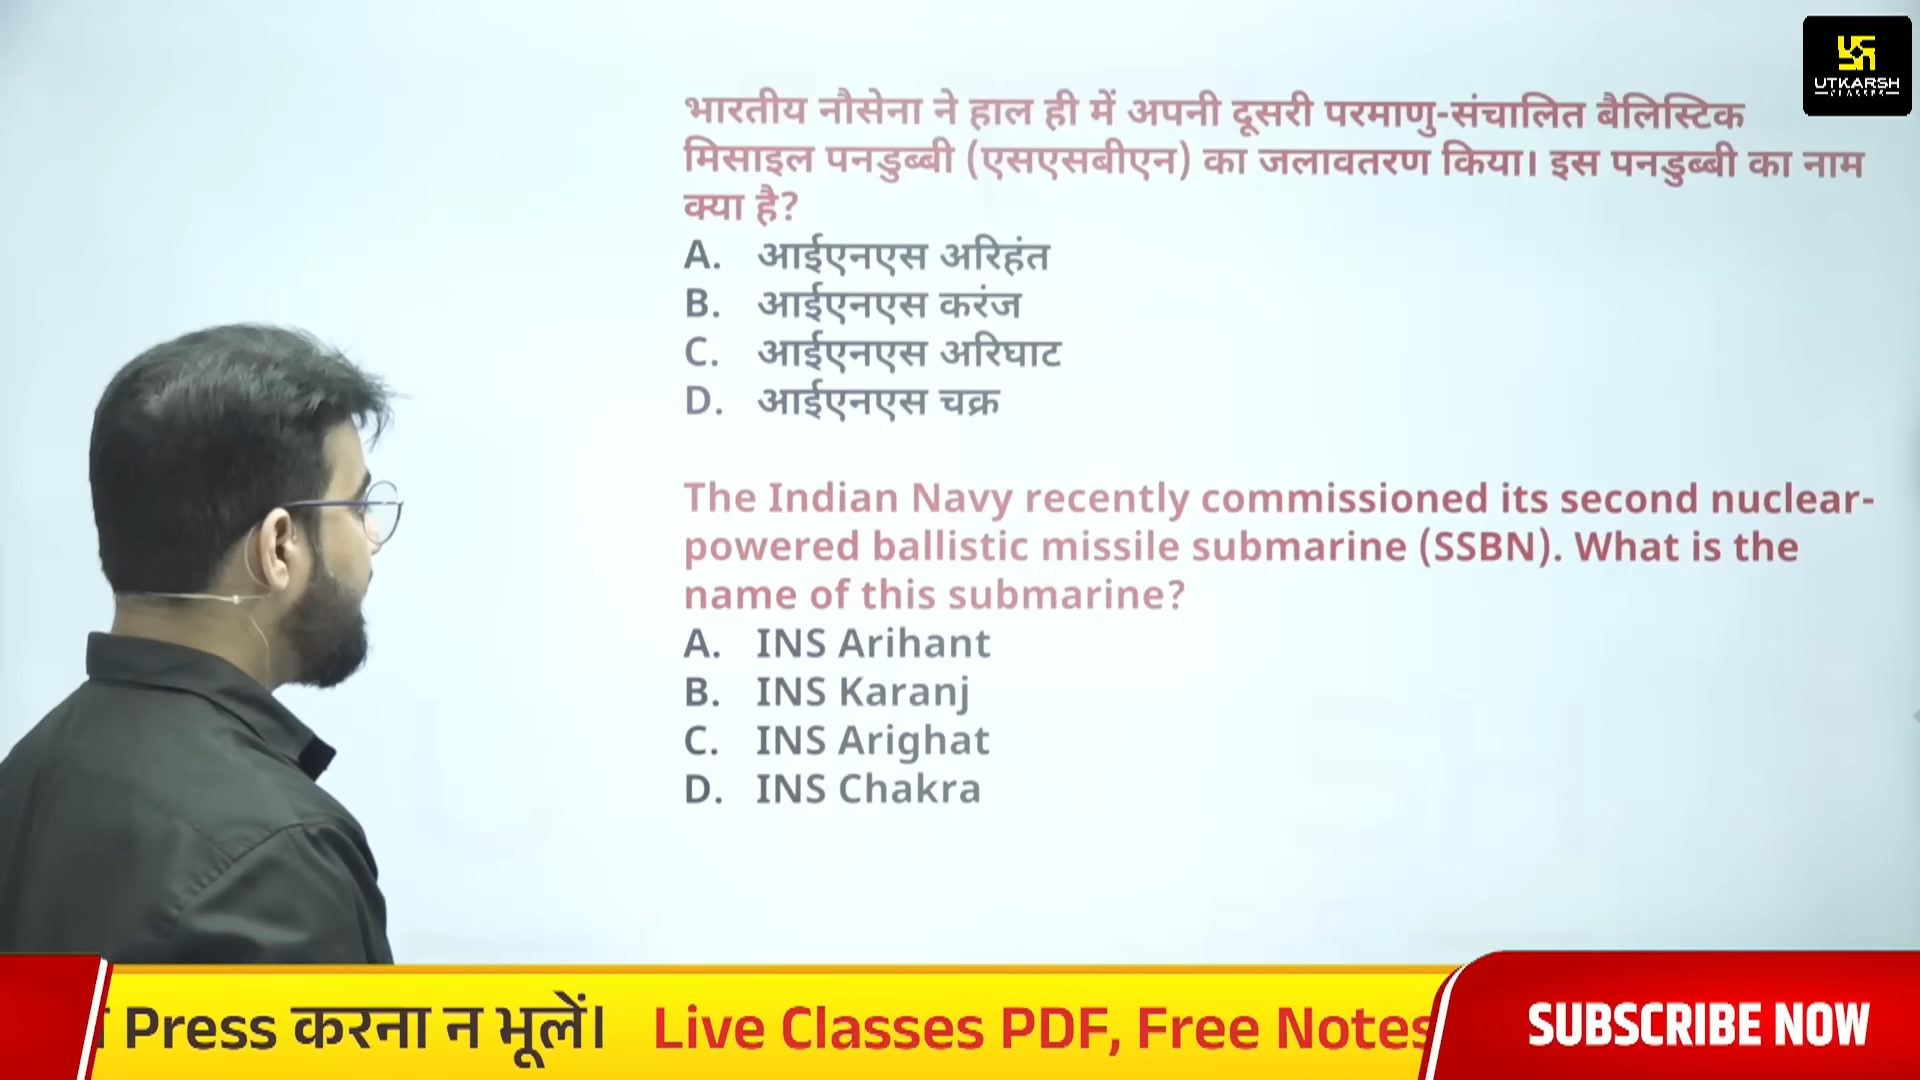 UTKARSH
CLASSES
भारतीय नौसेना ने हाल ही में अपनी दूसरी परमाणु-संचालित बैलिस्टिक
मिसाइल पनडुब्बी (एसएसबीएन) का जलावतरण किया। इस पनडुब्बी का नाम
क्या है?
A. आईएनएस अरिहंत
B. आईएनएस करंज
C. आईएनएस अरिघाट
D. आईएनएस चक्र
The Indian Navy recently commissioned its second nuclear-
powered ballistic missile submarine (SSBN). What is the
name of this submarine?
A. INS Arihant
B. INS Karanj
C. INS Arighat
D. INS Chakra
Press करना न भूलें। Live Classes PDF, Free Notes
SUBSCRIBE NOW